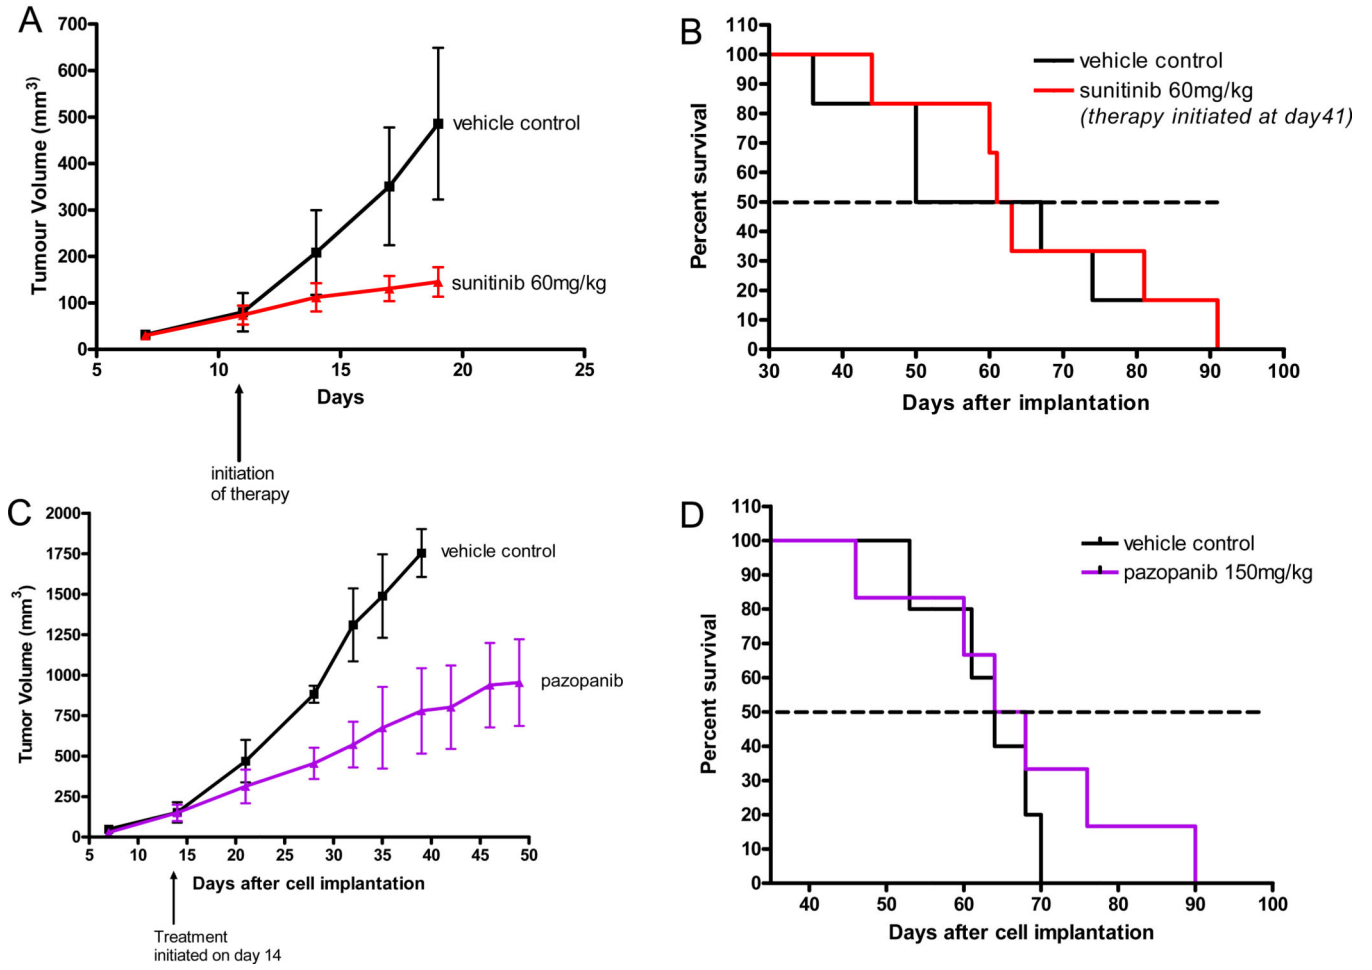 A
Tumour Volume (mm³)
700
600
500
400
300
200
100
0
5
10
15
20
25
Days
vehicle control
sunitinib 60mg/kg
initiation
of therapy
B
Percent survival
110
100
90
80
70
60
50
40
30
20
10
0
30
40
50
60
70
80
90
100
Days after implantation
vehicle control
sunitinib 60mg/kg
(therapy initiated at day41)
C
Tumor Volume (mm³)
2000
1750
1500
1250
1000
750
500
250
0
5
10
15
20
25
30
35
40
45
50
Days after cell implantation
vehicle control
pazopanib
Treatment
initiated on day 14
D
Percent survival
110
100
90
80
70
60
50
40
30
20
10
0
40
50
60
70
80
90
100
Days after cell implantation
vehicle control
pazopanib 150mg/kg